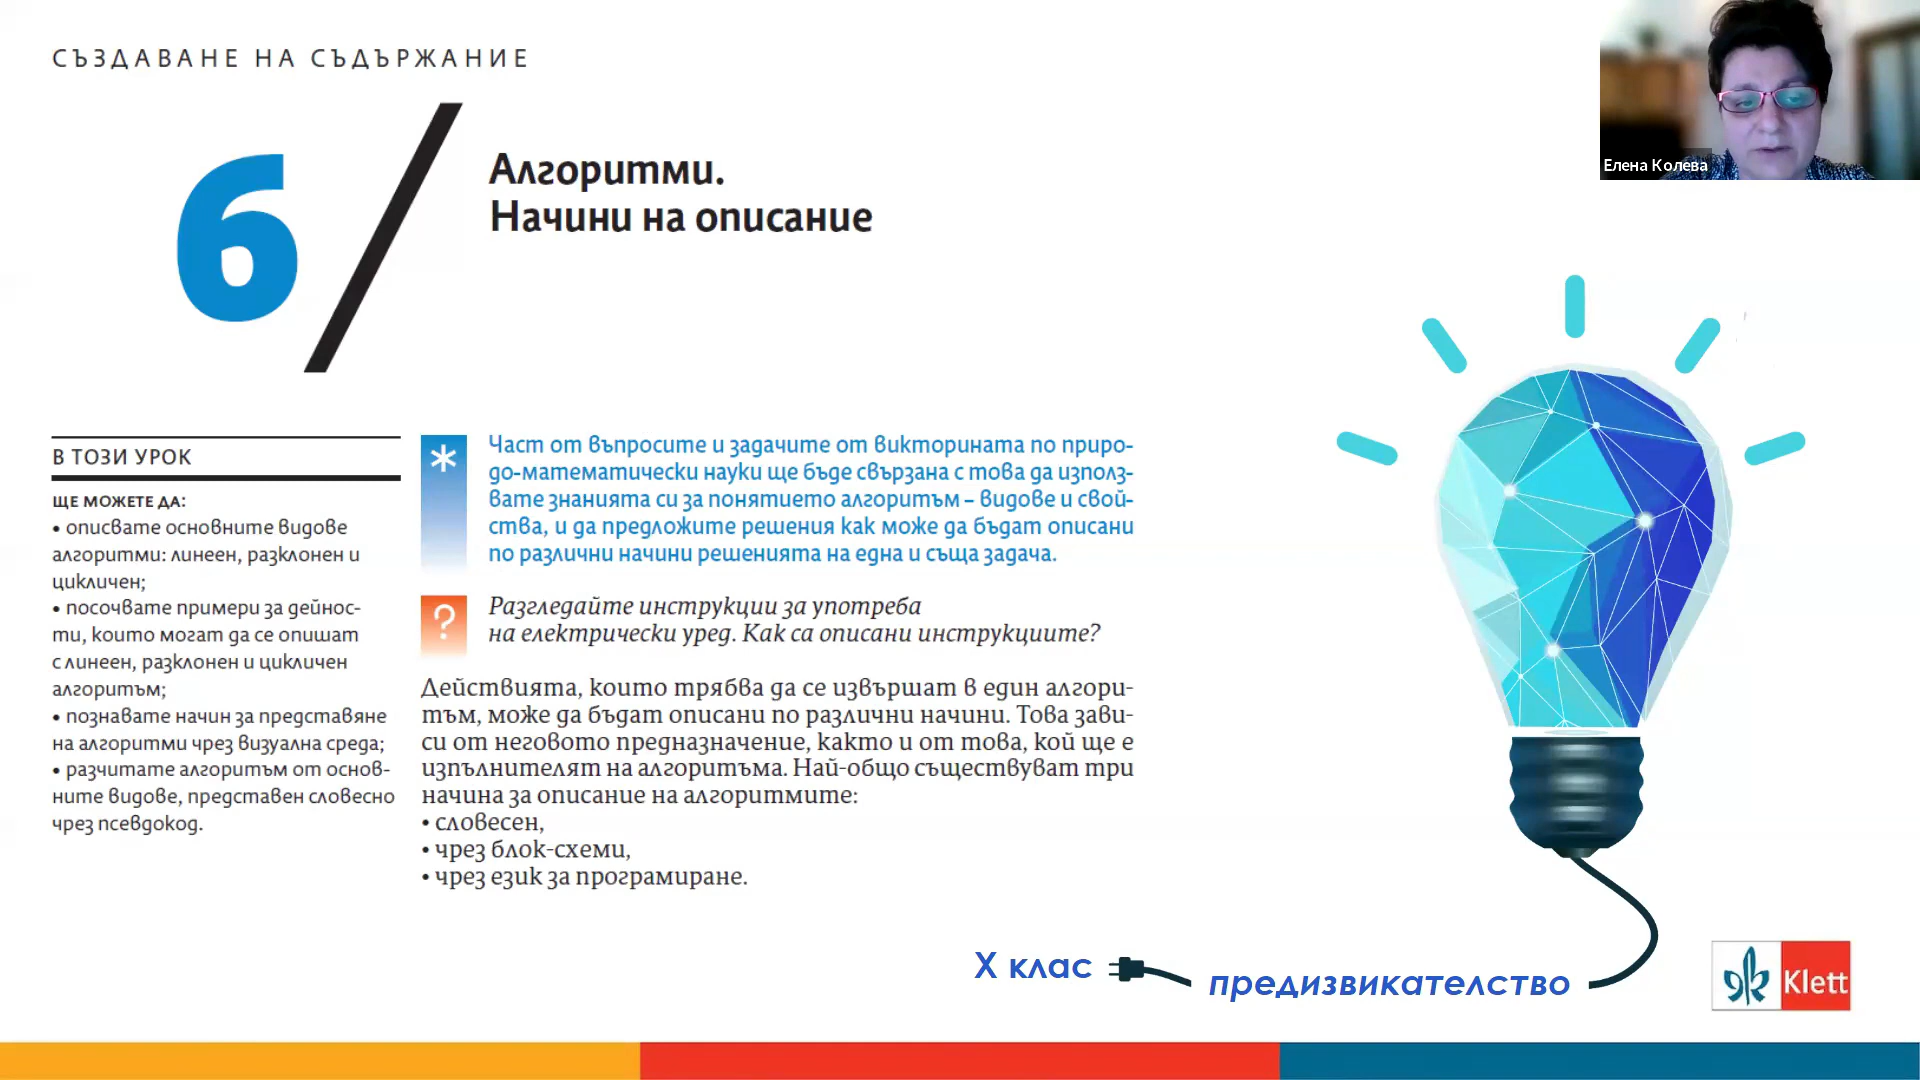 СЪЗДАВАНЕ НА СЪДЪРЖАНИЕ
6
Алгоритми.
Начини на описание
В ТОЗИ УРОК
ЩЕ МОЖЕТЕ ДА:
• описвате основните видове
алгоритми: линеен, разклонен и
цикличен;
• посочвате примери за дейнос-
ти, които могат да се опишат
с линеен, разклонен и цикличен
алгоритъм;
• познавате начин за представяне
на алгоритми чрез визуална среда;
• разчитате алгоритъм от основ-
ните видове, представен словесно
чрез псевдокод.
*
Част от въпросите и задачите от викторината по приро-
до-математически науки ще бъде свързана с това да използ-
вате знанията си за понятието алгоритъм – видове и свой-
ства, и да предложите решения как може да бъдат описани
по различни начини решенията на една и съща задача.
?
Разгледайте инструкции за употреба
на електрически уред. Как са описани инструкциите?
Действията, които трябва да се извършат в един алгори-
тъм, може да бъдат описани по различни начини. Това зави-
си от неговото предназначение, както и от това, кой ще е
изпълнителят на алгоритъма. Най-общо съществуват три
начина за описание на алгоритмите:
• словесен,
• чрез блок-схеми,
• чрез език за програмиране.
Елена Колева
X клас
предизвикателство
Klett